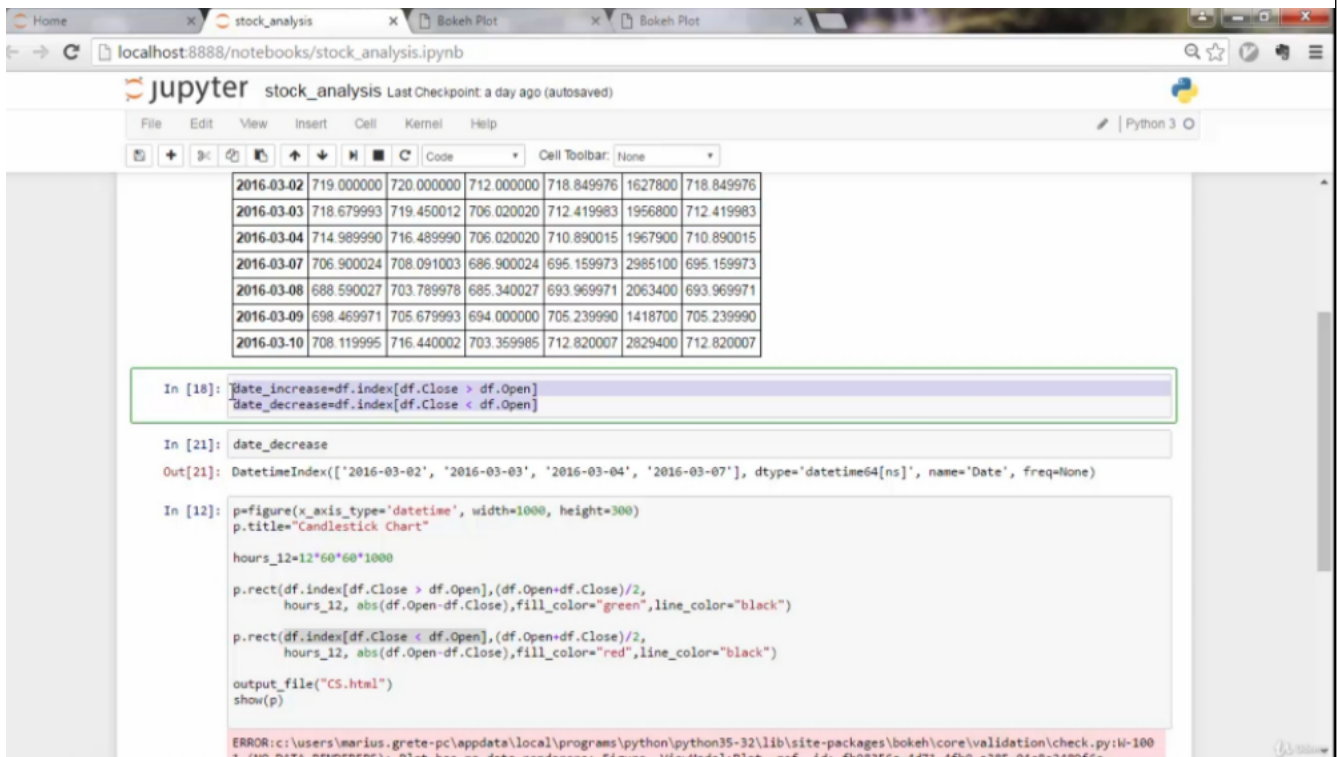 Home
stock_analysis
Bokeh Plot
Bokeh Plot
localhost:8888/notebooks/stock_analysis.ipynb
jupyter stock_analysis Last Checkpoint: a day ago (autosaved)
File Edit View Insert Cell Kernel Help
Python 3
Code
Cell Toolbar: None
2016-03-02 719.000000 720.000000 712.000000 718.849976 1627800 718.849976
2016-03-03 718.679993 719.450012 706.020020 712.419983 1956800 712.419983
2016-03-04 714.989990 716.489990 706.020020 710.890015 1967900 710.890015
2016-03-07 706.900024 708.091003 686.900024 695.159973 2985100 695.159973
2016-03-08 688.590027 703.789978 685.340027 693.969971 2063400 693.969971
2016-03-09 698.469971 705.679993 694.000000 705.239990 1418700 705.239990
2016-03-10 708.119995 716.440002 703.359985 712.820007 2829400 712.820007
In [18]: date_increase=df.index[df.Close > df.Open]
date_decrease=df.index[df.Close < df.Open]
In [21]: date_decrease
Out[21]: DatetimeIndex(['2016-03-02', '2016-03-03', '2016-03-04', '2016-03-07'], dtype='datetime64[ns]', name='Date', freq=None)
In [12]: p=figure(x_axis_type='datetime', width=1000, height=300)
p.title="Candlestick Chart"
hours_12=12*60*60*1000
p.rect(df.index[df.Close > df.Open],(df.Open+df.Close)/2,
hours_12, abs(df.Open-df.Close),fill_color="green",line_color="black")
p.rect(df.index[df.Close < df.Open],(df.Open+df.Close)/2,
hours_12, abs(df.Open-df.Close),fill_color="red",line_color="black")
output_file("CS.html")
show(p)
ERROR:c:\users\marius.grete-pc\appdata\local\programs\python\python35-32\lib\site-packages\bokeh\core\validation\check.py:W-100